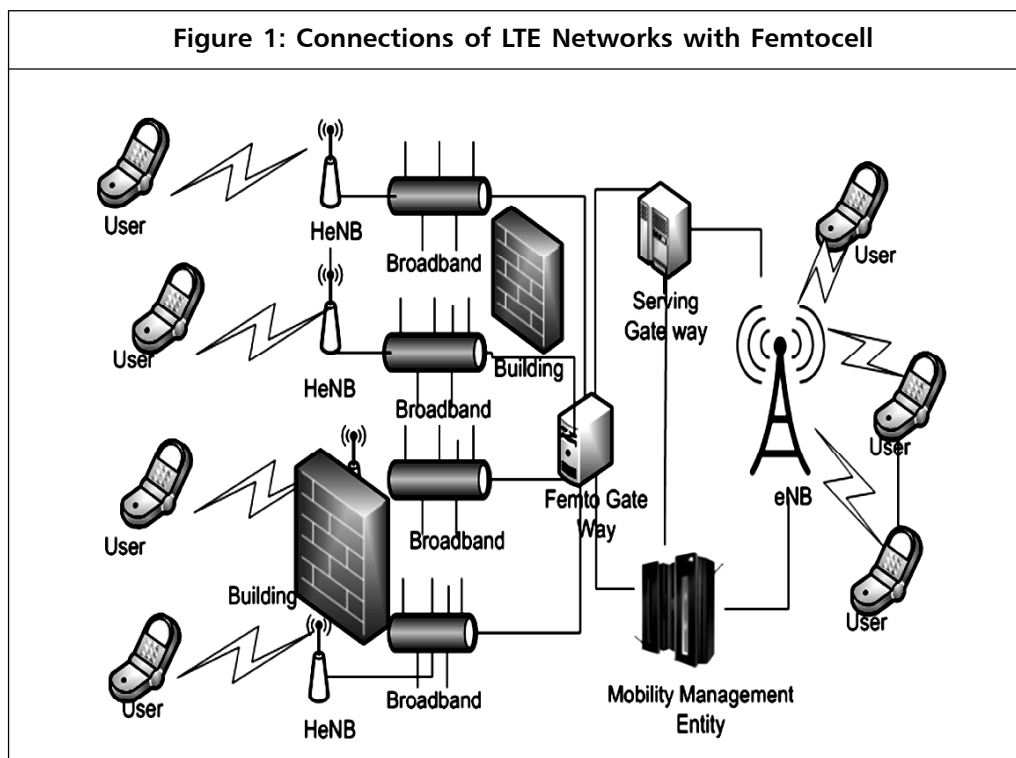 Figure 1: Connections of LTE Networks with Femtocell
User
HeNB
Broadband
User
HeNB
Broadband
Building
User
Building
Broadband
User
HeNB
Broadband
Femto Gate
Way
Serving
Gate way
Mobility Management
Entity
eNB
User
User
User